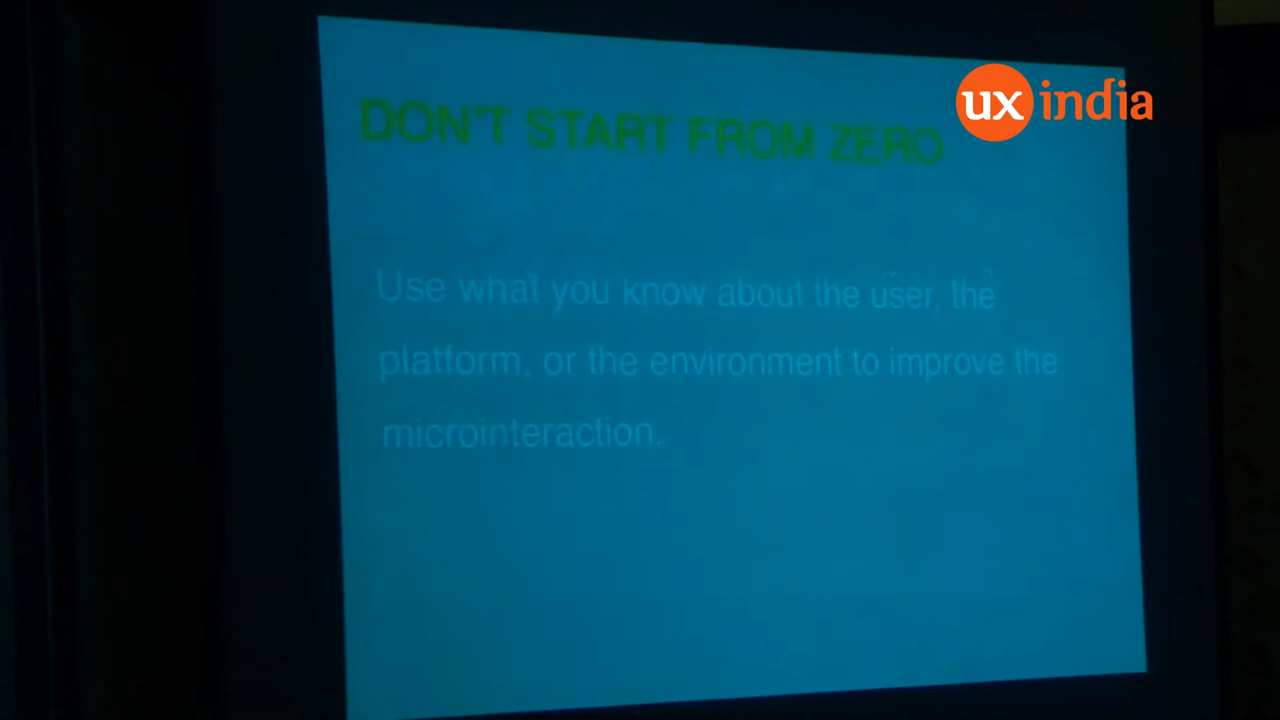 DON'T START FROM ZERO
ux india
Use what you know about the user, the
platform, or the environment to improve the
microinteraction.